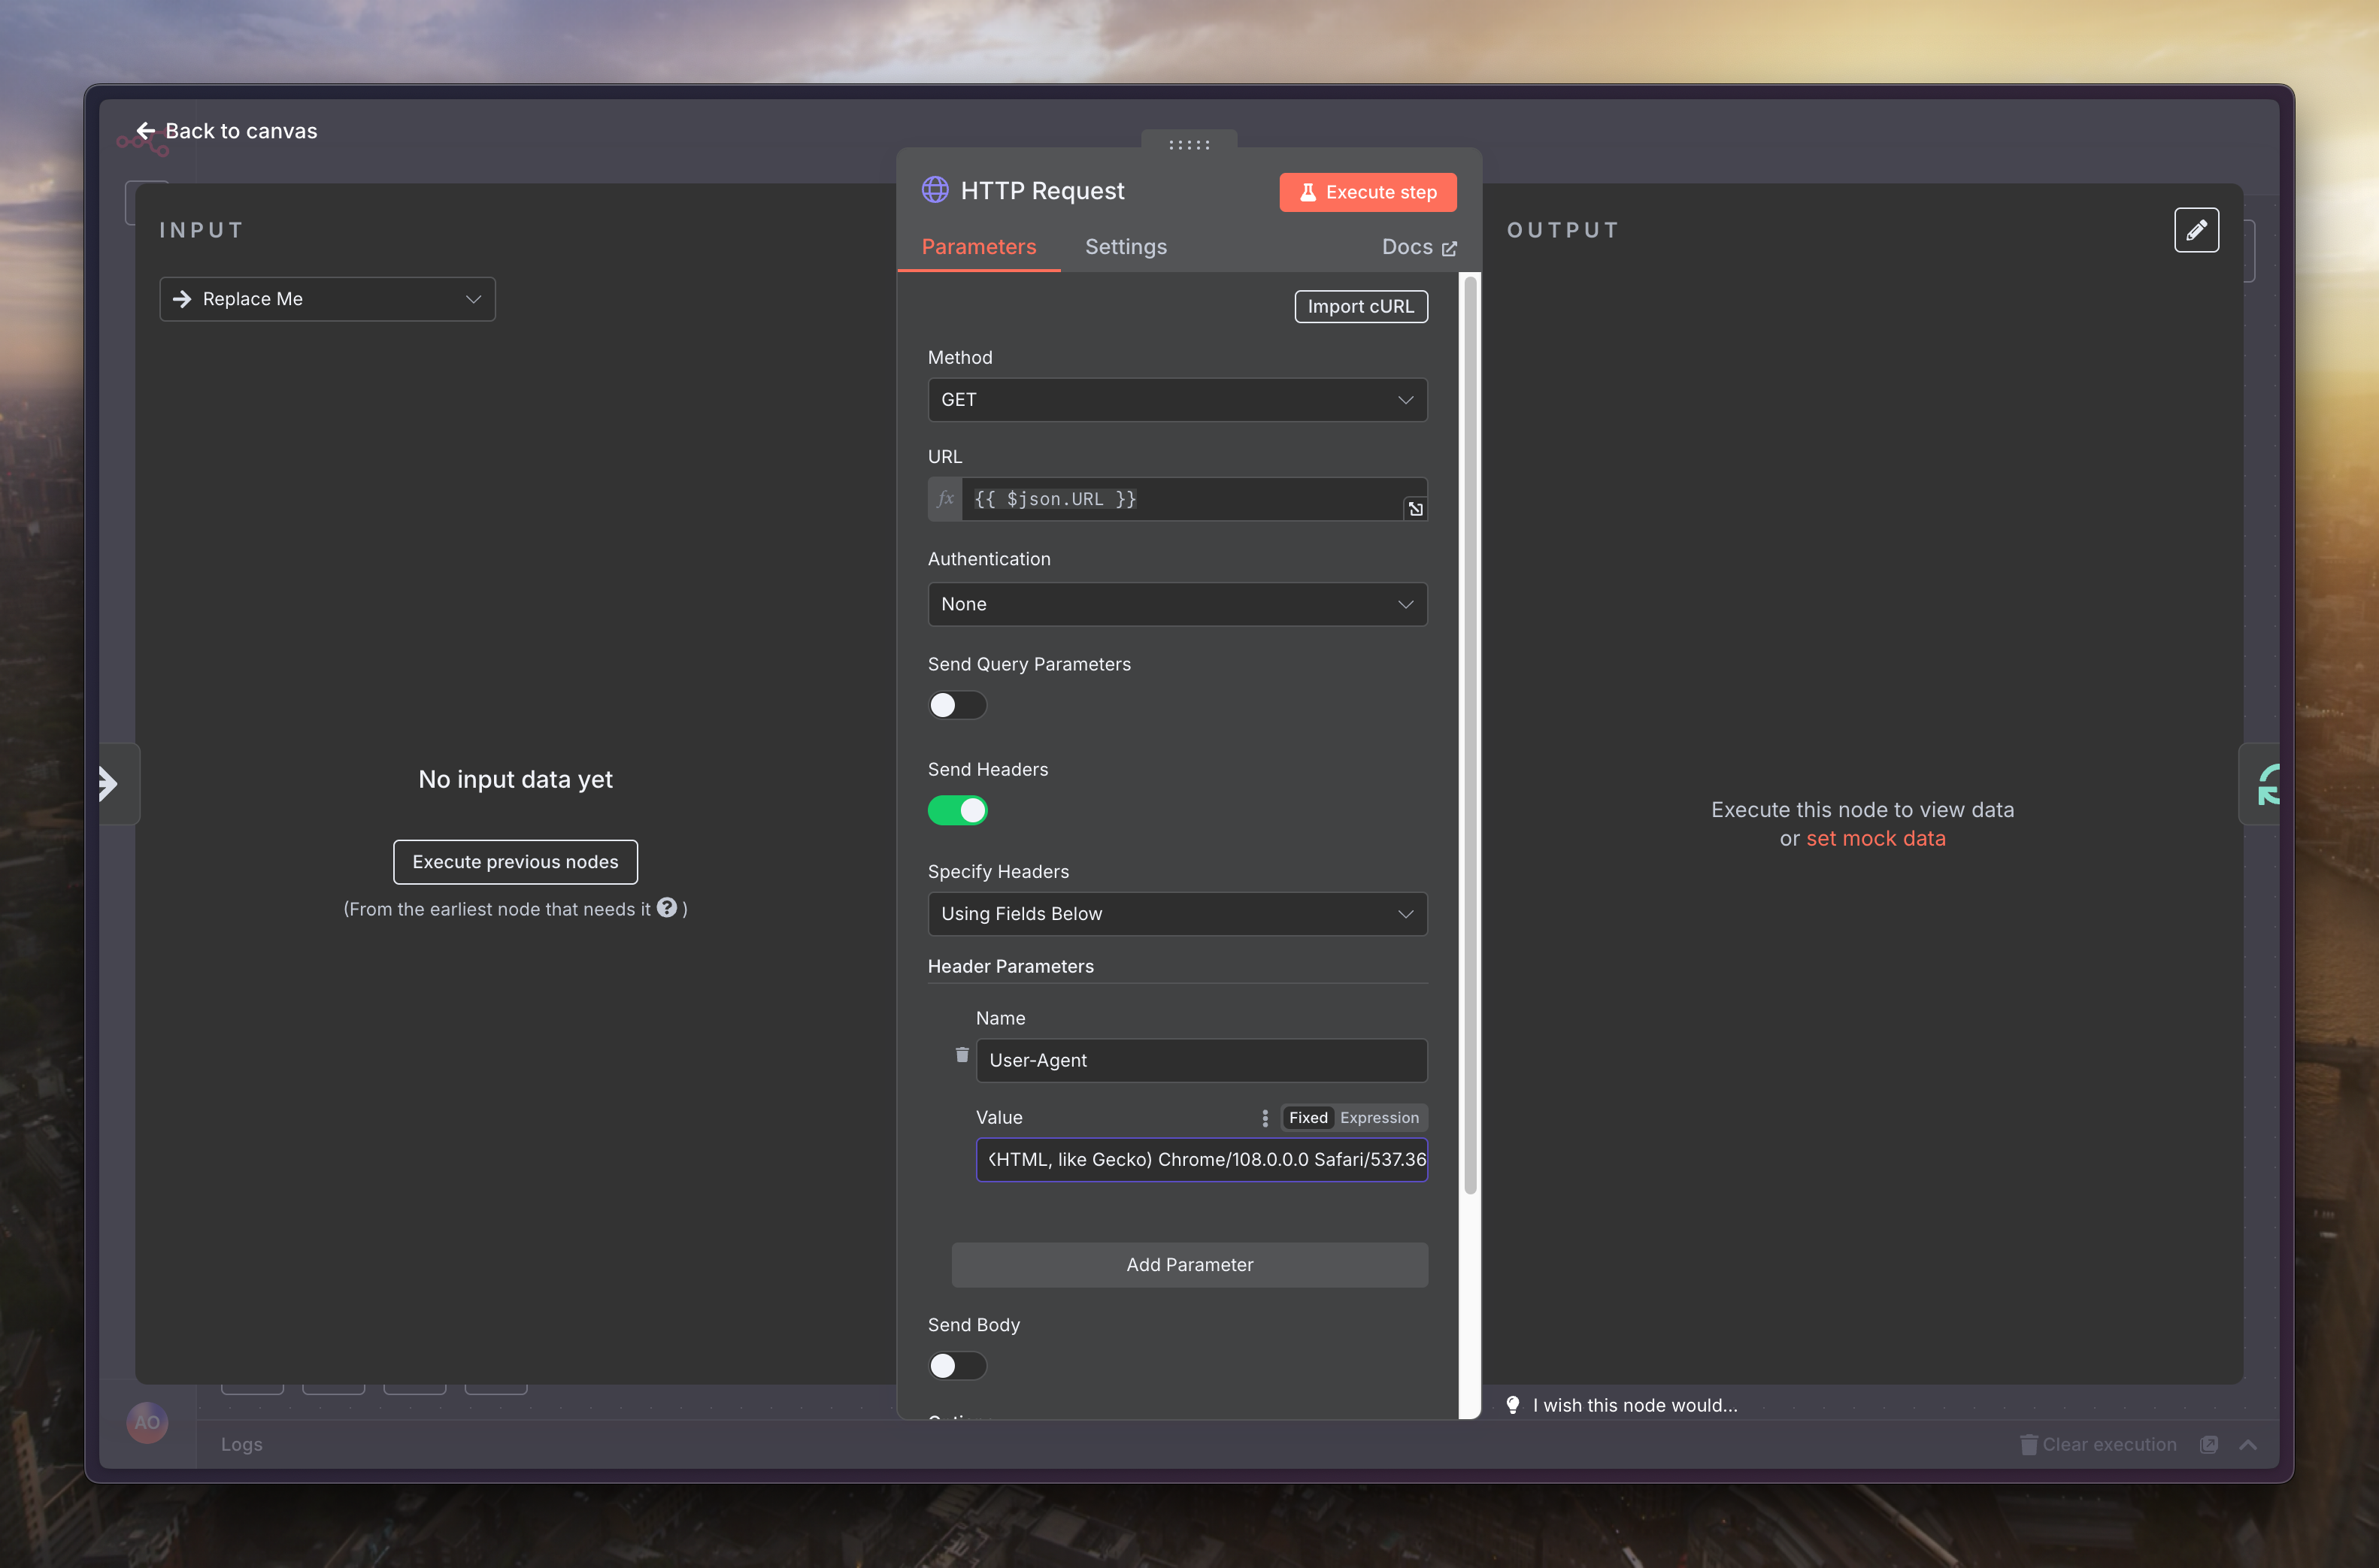 Back to canvas
INPUT
Replace Me
No input data yet
Execute previous nodes
(From the earliest node that needs it ? )
HTTP Request
Execute step
Parameters
Settings
Docs
Import cURL
Method
GET
URL
fx
{{ $json.URL }}
Authentication
None
Send Query Parameters
Send Headers
Specify Headers
Using Fields Below
Header Parameters
Name
User-Agent
Value
Fixed
Expression
HTML, like Gecko) Chrome/108.0.0.0 Safari/537.36
Add Parameter
Send Body
OUTPUT
Execute this node to view data
or set mock data
I wish this node would...
AO
Logs
Clear execution